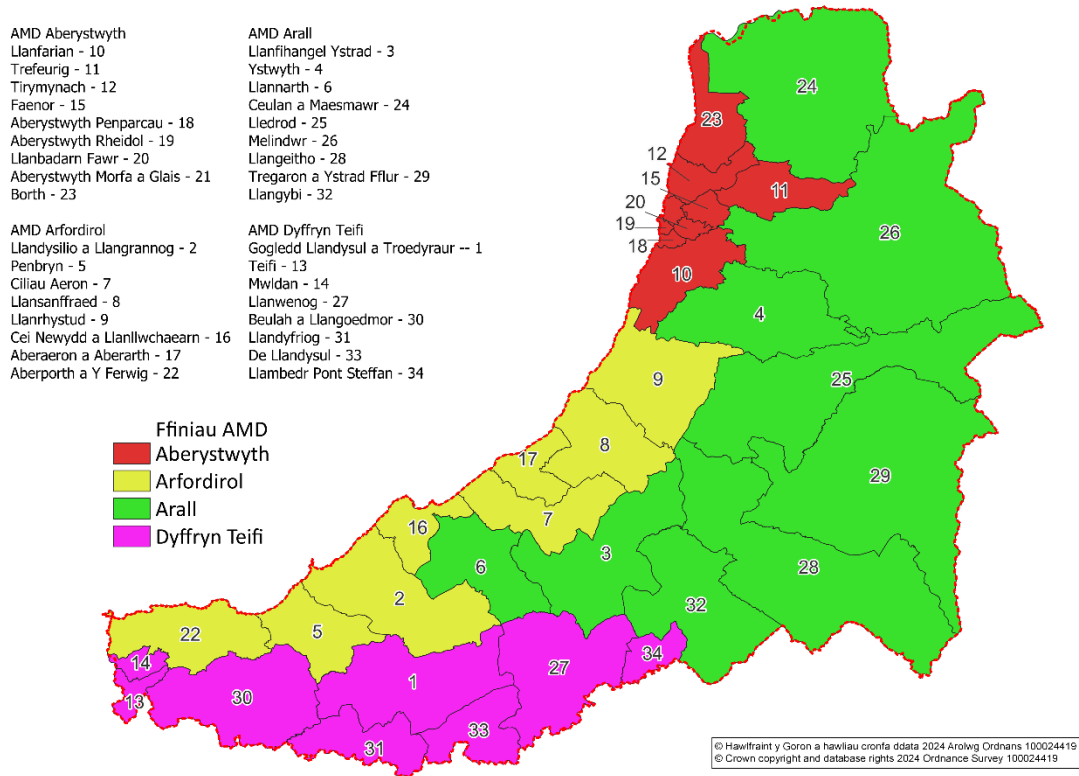 AMD Aberystwyth
Llanfarian - 10
Trefeurig - 11
Tirymynach - 12
Faenor - 15
Aberystwyth Penparcau - 18
Aberystwyth Rheidol - 19
Llanbadarn Fawr - 20
Aberystwyth Morfa a Glais - 21
Borth - 23
AMD Arall
Llanfihangel Ystrad - 3
Ystwyth - 4
Llannarth - 6
Ceulan a Maesmawr - 24
Lledrod - 25
Melindwr - 26
Llangeitho - 28
Tregaron a Ystrad Fflur - 29
Llangybi - 32
AMD Arfordirol
Llandysilio a Llangrannog - 2
Penbryn - 5
Ciliau Aeron - 7
Llansanffraed - 8
Llanrhystud - 9
Cei Newydd a Llanllwchaearn - 16
Aberaeron a Aberarth - 17
Aberporth a Y Ferwig - 22
AMD Dyffryn Teifi
Gogledd Llandysul a Troedyraur -- 1
Teifi - 13
Mwldan - 14
Llanwenog - 27
Beulah a Llangoedmor - 30
Llandyfriog - 31
De Llandysul - 33
Llambedr Pont Steffan - 34
Ffiniau AMD
Aberystwyth
Arfordirol
Arall
Dyffryn Teifi
24
23
12
15
11
20
19
18
26
10
4
9
25
8
17
29
7
16
3
6
28
2
32
5
22
14
34
27
1
30
13
33
31
© Hawlfraint y Goron a hawliau cronfa ddata 2024 Arolwg Ordnans 100024419
© Crown copyright and database rights 2024 Ordnance Survey 100024419